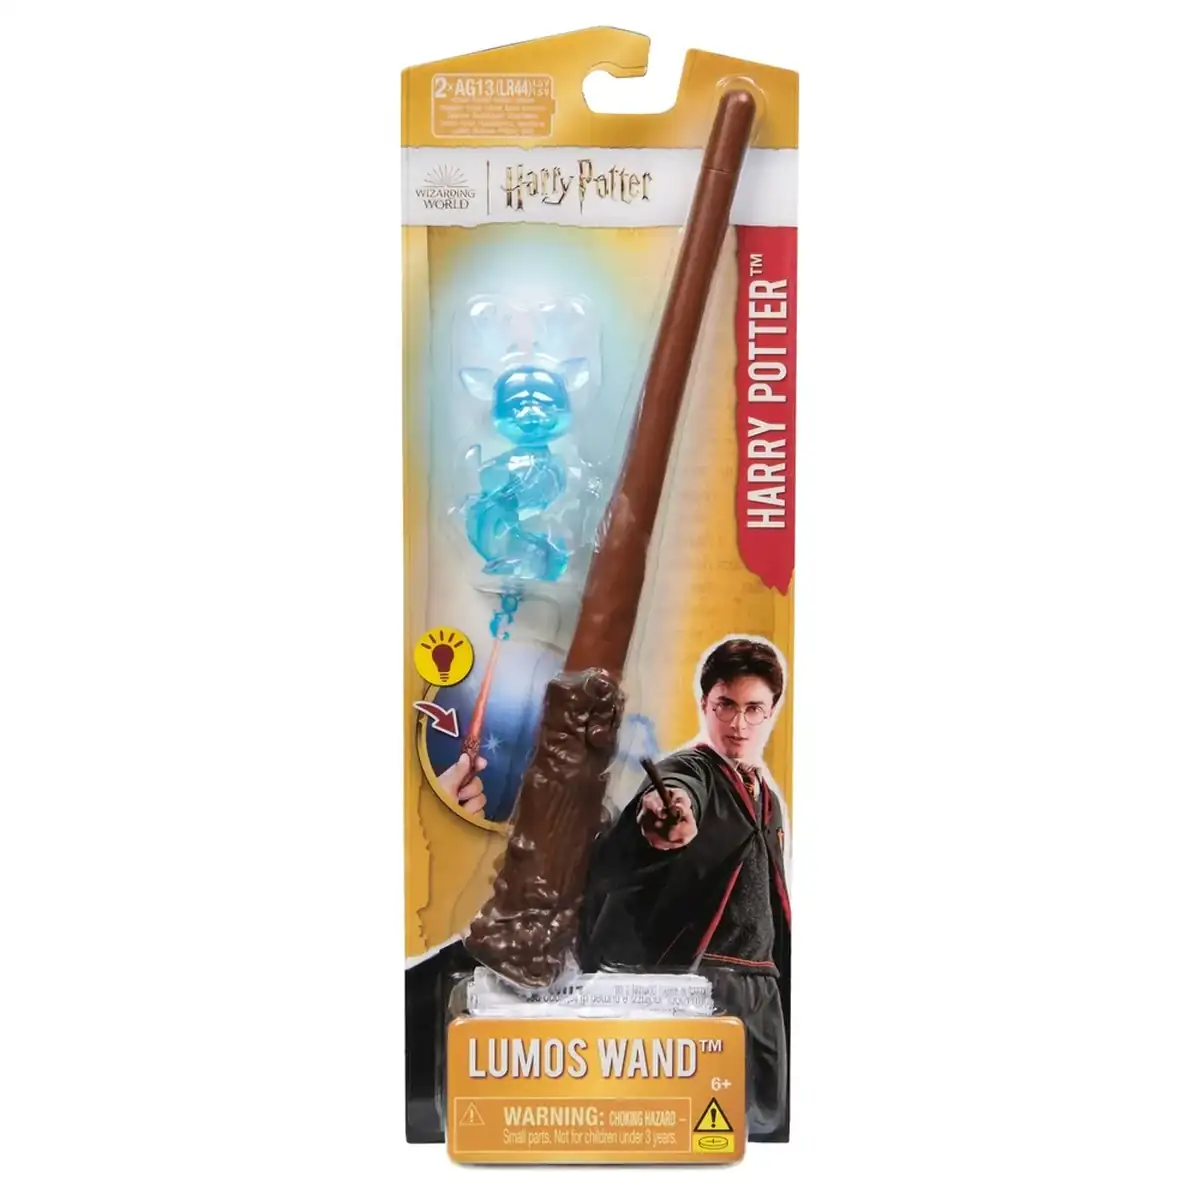 2×AG13(LR44)
WIZARDING
WORLD
Harry Potter
HARRY POTTER™
LUMOS WAND™
6+
WARNING: CHOKING HAZARD –
Small parts. Not for children under 3 years.